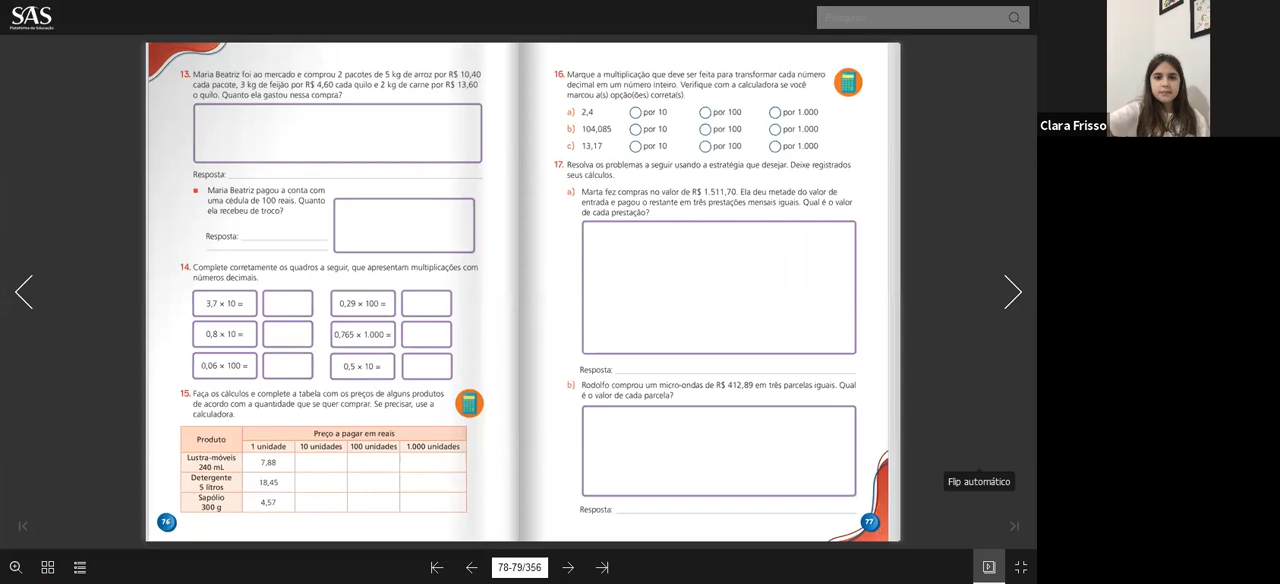 SAS
Plataforma de Educação
Pesquise
Clara Frisso
13. Maria Beatriz foi ao mercado e comprou 2 pacotes de 5 kg de arroz por R$ 10,40
cada pacote, 3 kg de feijão por R$ 4,60 cada quilo e 2 kg de carne por R$ 13,60
o quilo. Quanto ela gastou nessa compra?
Resposta:
Maria Beatriz pagou a conta com
uma cédula de 100 reais. Quanto
ela recebeu de troco?
Resposta:
14. Complete corretamente os quadros a seguir, que apresentam multiplicações com
números decimais.
3,7 × 10 =
0,29 × 100 =
0,8 × 10 =
0,765 × 1.000 =
0,06 × 100 =
0,5 × 10 =
15. Faça os cálculos e complete a tabela com os preços de alguns produtos
de acordo com a quantidade que se quer comprar. Se precisar, use a
calculadora.
Produto
Preço a pagar em reais
1 unidade 10 unidades 100 unidades 1.000 unidades
Lustra-móveis
240 mL
7,88
Detergente
5 litros
18,45
Sapólio
300 g
4,57
76
16. Marque a multiplicação que deve ser feita para transformar cada número
decimal em um número inteiro. Verifique com a calculadora se você
marcou a(s) opção(ões) correta(s).
a) 2,4 por 10 por 100 por 1.000
b) 104,085 por 10 por 100 por 1.000
c) 13,17 por 10 por 100 por 1.000
17. Resolva os problemas a seguir usando a estratégia que desejar. Deixe registrados
seus cálculos.
a) Marta fez compras no valor de R$ 1.511,70. Ela deu metade do valor de
entrada e pagou o restante em três prestações mensais iguais. Qual é o valor
de cada prestação?
Resposta:
b) Rodolfo comprou um micro-ondas de R$ 412,89 em três parcelas iguais. Qual
é o valor de cada parcela?
Resposta:
77
Flip automático
78-79/356